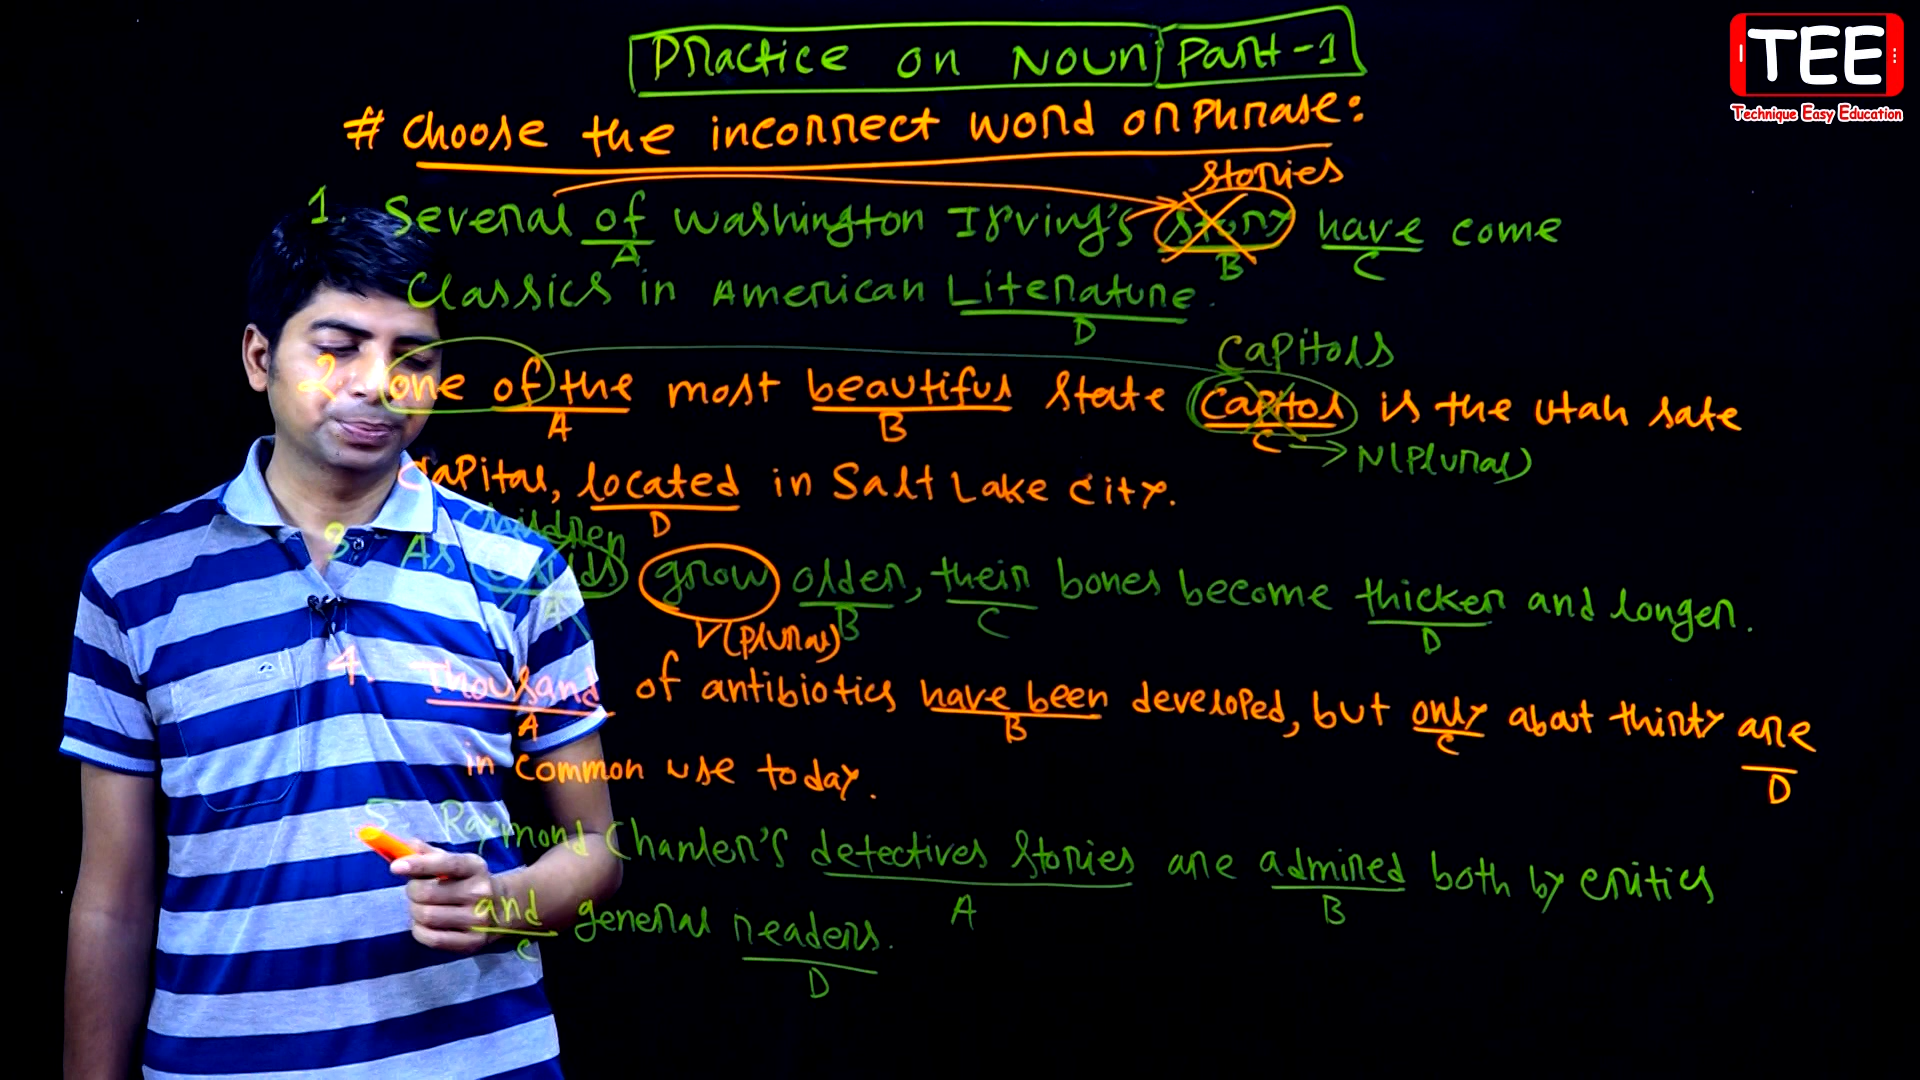 Practice on Noun Part-1
TEE
Technique Easy Education
# Choose the incorrect word or Phrase:
stories
1. Several of Washington Irving's story have come
A B C
Classics in American Literature.
D
Capitols
2. One of the most beautiful state Capitol is the Utah sate
A B C → N(Plural)
Capital, located in Salt Lake City.
D
children
3. As childs grow older, their bones become thicker and longer.
A V(plural) B C D
4. Thousand of antibiotics have been developed, but only about thirty are
A B C D
in common use today.
5. Raymond Chanler's detectives stories are admired both by critics
A B
and general readers.
C D